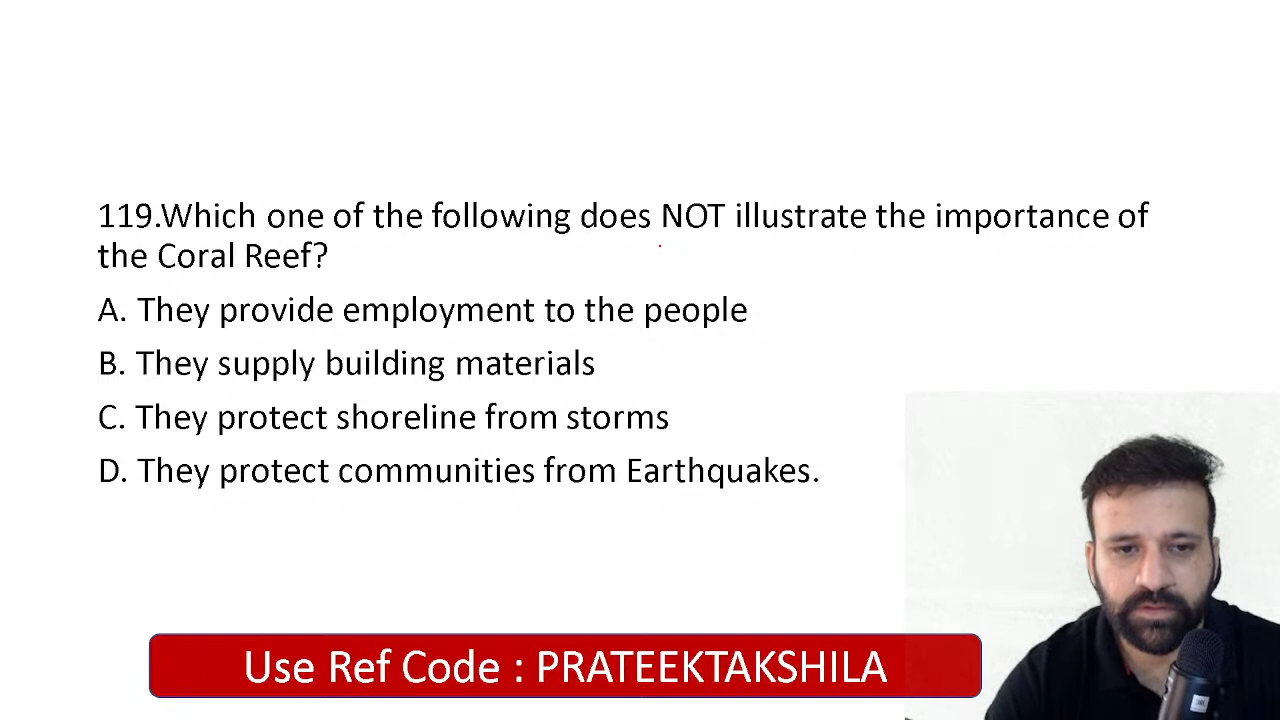 119.Which one of the following does NOT illustrate the importance of
the Coral Reef?
A. They provide employment to the people
B. They supply building materials
C. They protect shoreline from storms
D. They protect communities from Earthquakes.
Use Ref Code : PRATEEKTAKSHILA